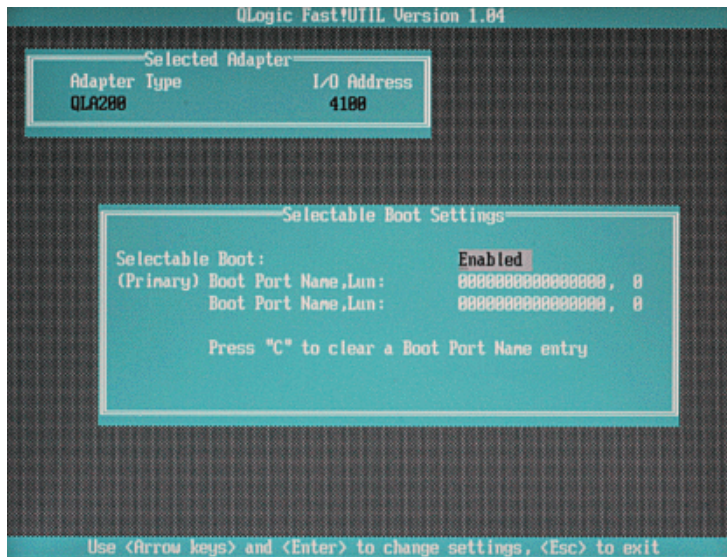 QLogic Fast!UTIL Version 1.04
Selected Adapter
Adapter Type I/O Address
QLA200 4100
Selectable Boot Settings
Selectable Boot: Enabled
(Primary) Boot Port Name,Lun: 0000000000000000, 0
Boot Port Name,Lun: 0000000000000000, 0
Press "C" to clear a Boot Port Name entry
Use <Arrow keys> and <Enter> to change settings, <Esc> to exit